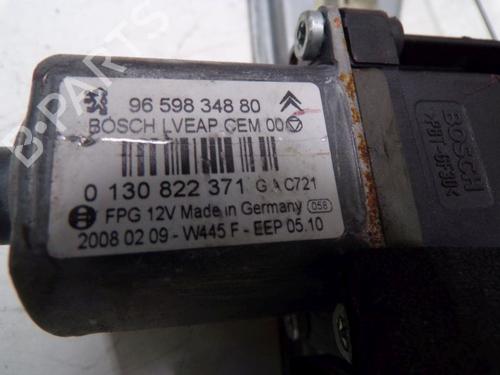 96 598 348 80
BOSCH LVEAP CEM 00
0 130 822 371 G A C721
FPG 12V Made in Germany 058
2008 02 09 - W445 F - EEP 05.10
BOSCH
B-PARTS